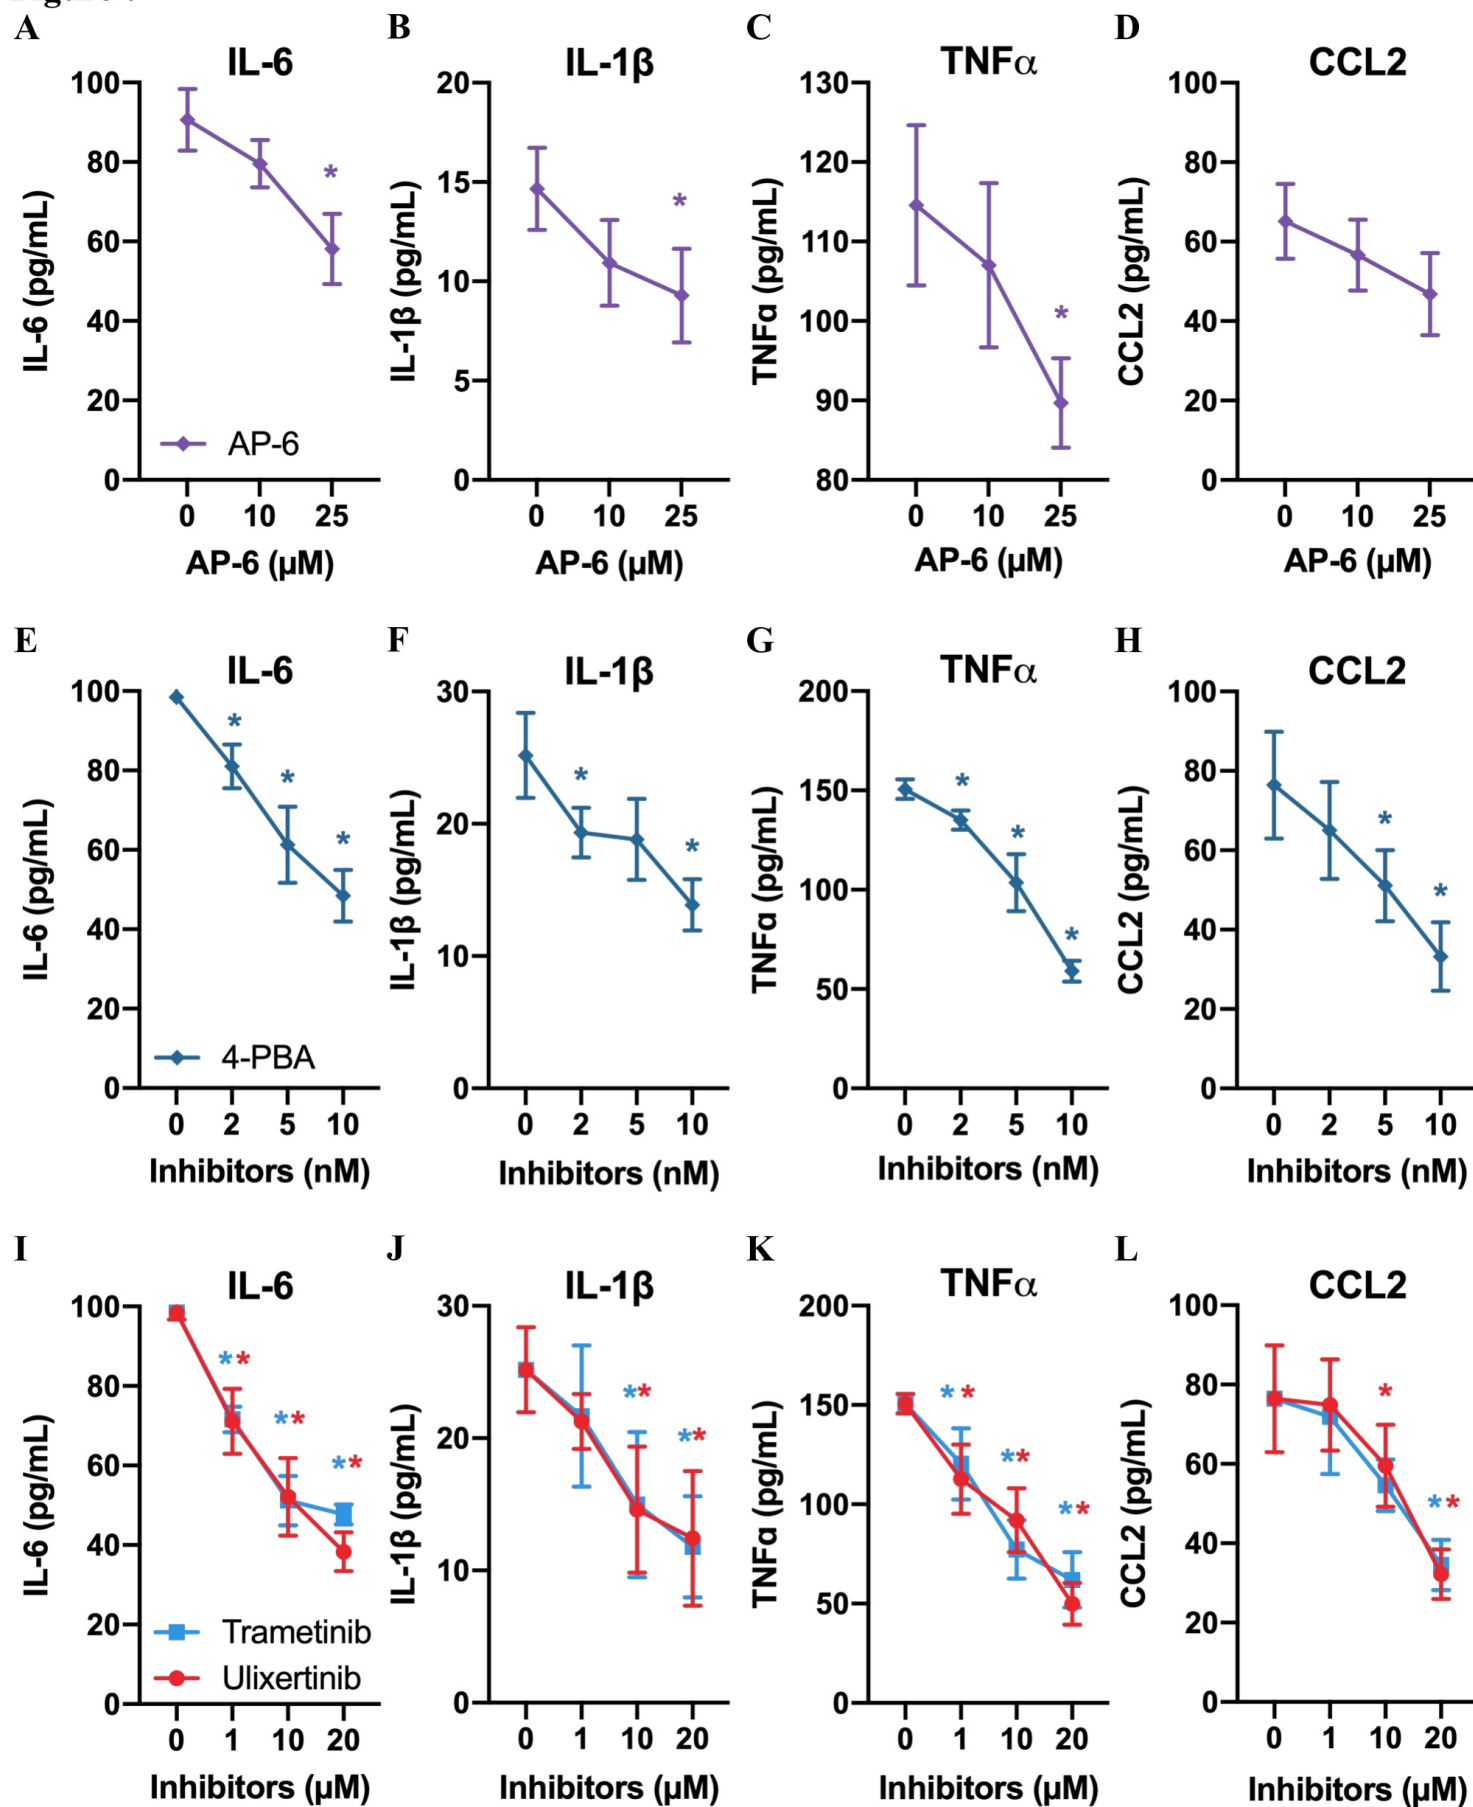 A B C D
IL-6 IL-1β TNFα CCL2
100 20 130 100
80 15 120 80
60 10 110 60
40 5 100 40
20 90 20
0 0 80 0
IL-6 (pg/mL) IL-1β (pg/mL) TNFα (pg/mL) CCL2 (pg/mL)
* * *
AP-6
0 10 25 0 10 25 0 10 25 0 10 25
AP-6 (µM) AP-6 (µM) AP-6 (µM) AP-6 (µM)
E F G H
IL-6 IL-1β TNFα CCL2
100 30 200 100
80 20 150 80
60 10 100 60
40 0 50 40
20 0 20
0 0
IL-6 (pg/mL) IL-1β (pg/mL) TNFα (pg/mL) CCL2 (pg/mL)
* * * * * * * * * *
4-PBA
0 2 5 10 0 2 5 10 0 2 5 10 0 2 5 10
Inhibitors (nM) Inhibitors (nM) Inhibitors (nM) Inhibitors (nM)
I J K L
IL-6 IL-1β TNFα CCL2
100 30 200 100
80 20 150 80
60 10 100 60
40 0 50 40
20 0 20
0 0
IL-6 (pg/mL) IL-1β (pg/mL) TNFα (pg/mL) CCL2 (pg/mL)
** ** ** ** ** ** ** ** * **
Trametinib
Ulixertinib
0 1 10 20 0 1 10 20 0 1 10 20 0 1 10 20
Inhibitors (µM) Inhibitors (µM) Inhibitors (µM) Inhibitors (µM)